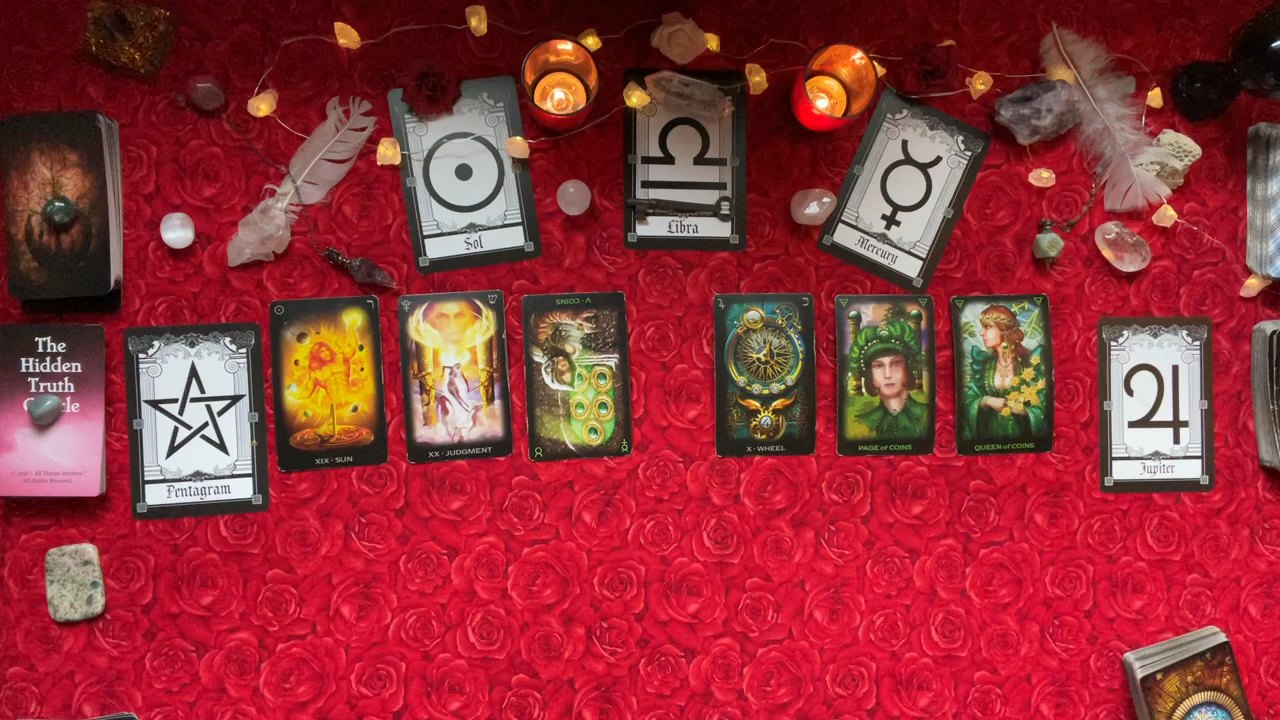 Sol
Libra
Mercury
The
Hidden
Truth
Pentagram
XIX · SUN
XX · JUDGMENT
V · COINS
X · WHEEL
PAGE of COINS
QUEEN of COINS
Jupiter